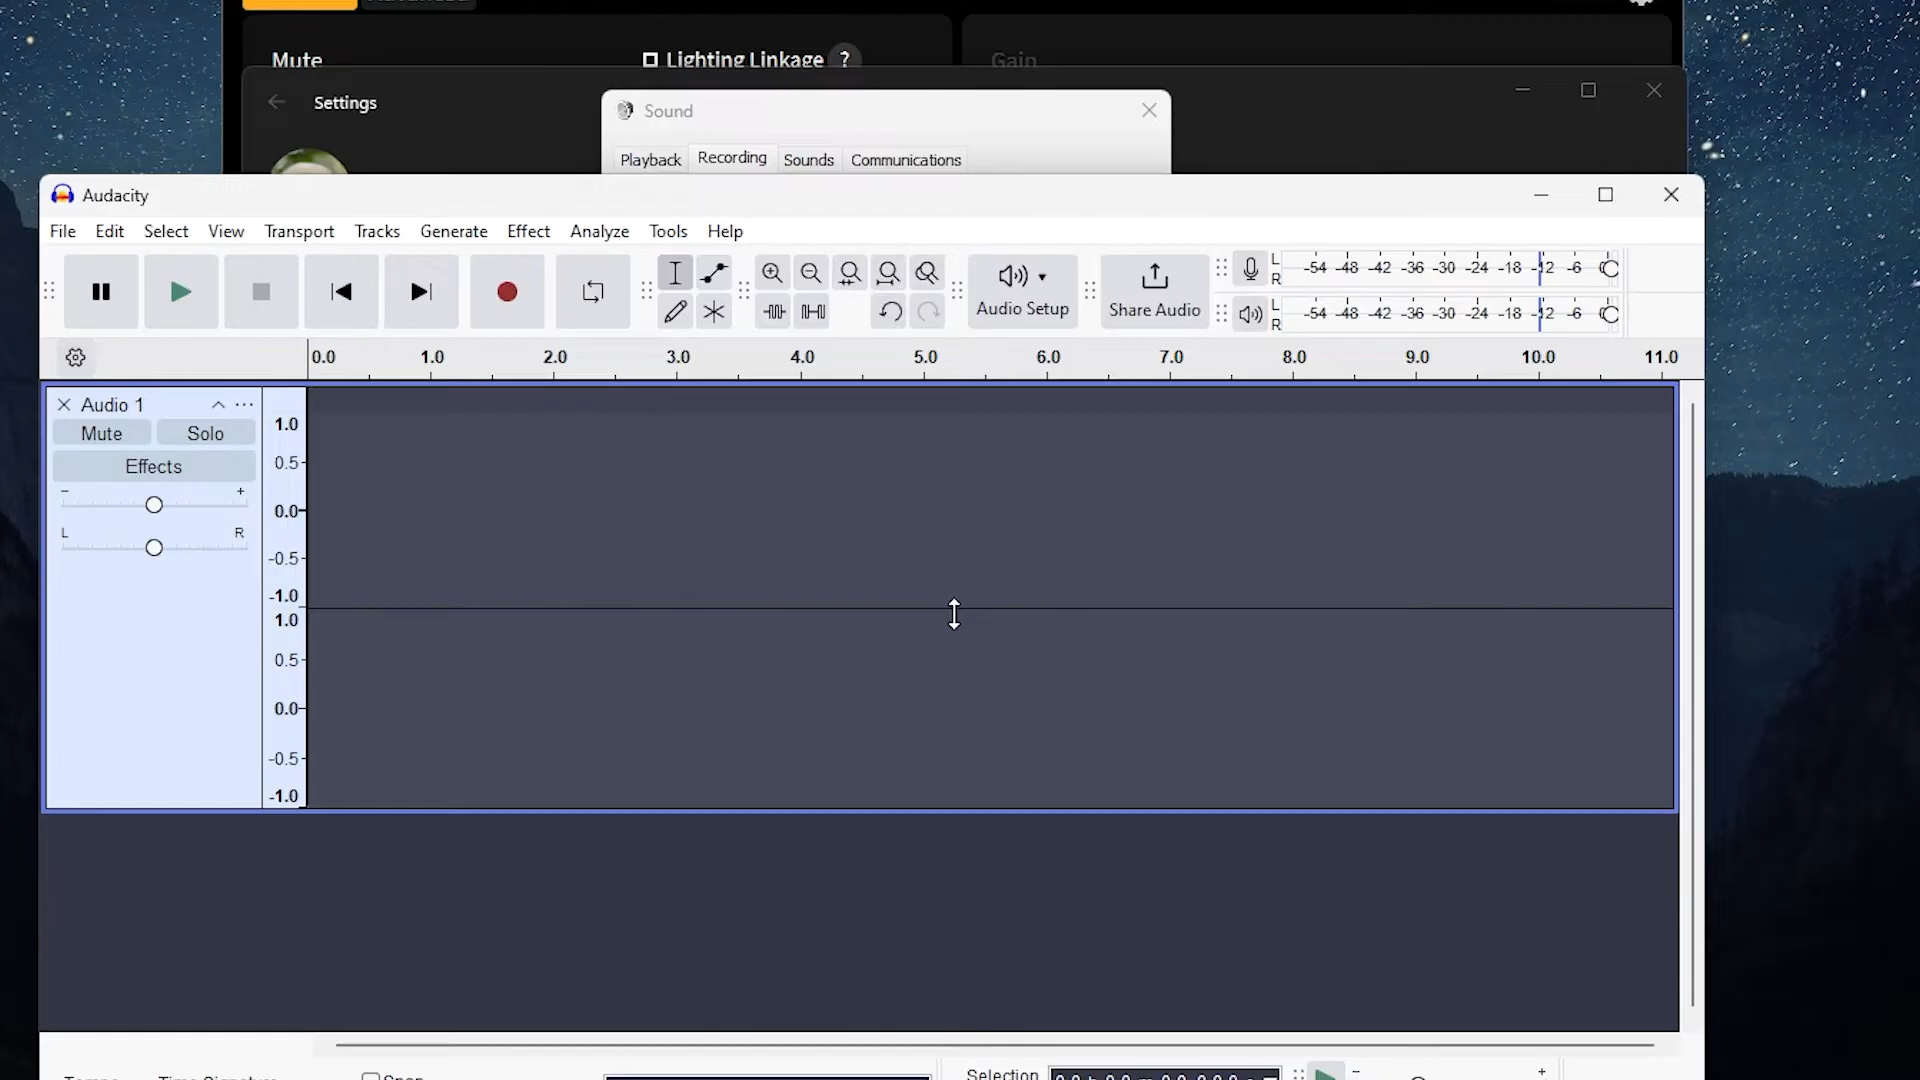 Advanced
Mute
Lighting Linkage ?
Gain
Settings
Sound
Playback Recording Sounds Communications
Audacity
File Edit Select View Transport Tracks Generate Effect Analyze Tools Help
L -54 -48 -42 -36 -30 -24 -18 -12 -6
R
Audio Setup
Share Audio
L -54 -48 -42 -36 -30 -24 -18 -12 -6
R
0.0 1.0 2.0 3.0 4.0 5.0 6.0 7.0 8.0 9.0 10.0 11.0
Audio 1
Mute Solo
Effects
- +
L R
1.0
0.5
0.0
-0.5
-1.0
1.0
0.5
0.0
-0.5
-1.0
Selection
- +